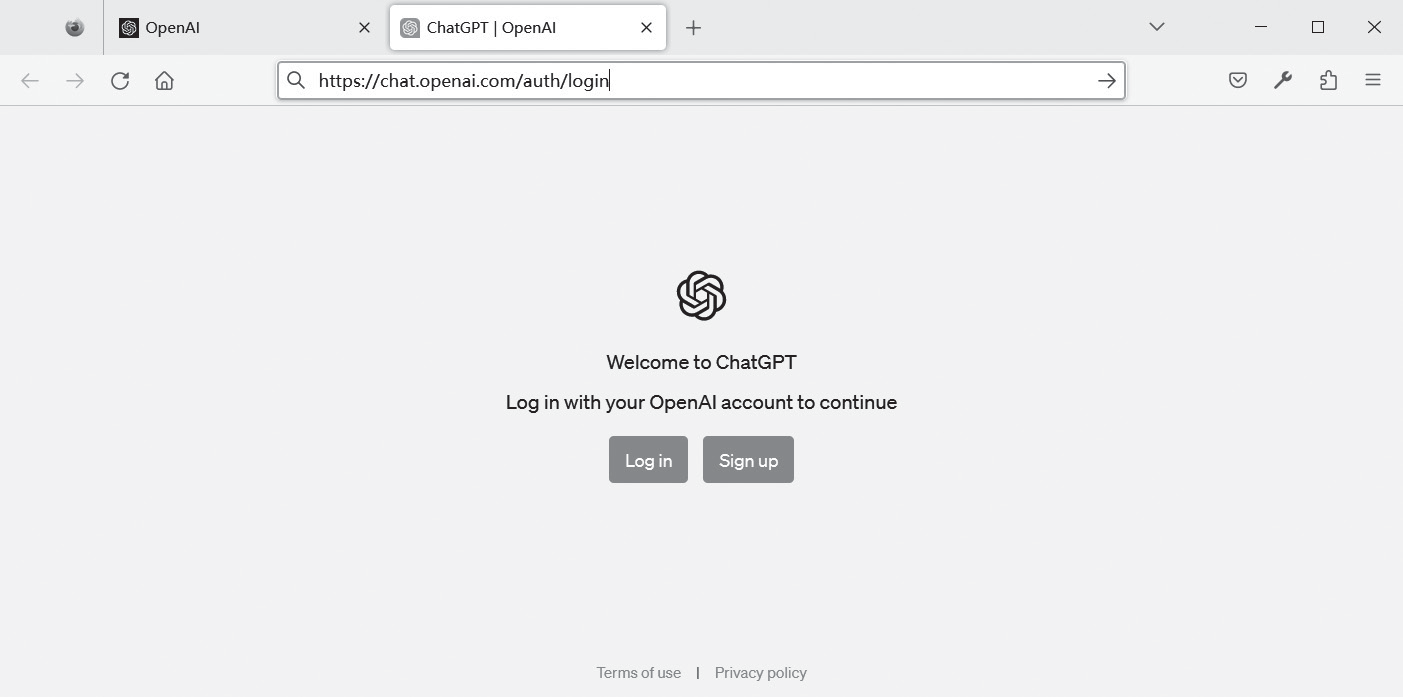 OpenAI
ChatGPT | OpenAI
https://chat.openai.com/auth/login
Welcome to ChatGPT
Log in with your OpenAI account to continue
Log in
Sign up
Terms of use | Privacy policy